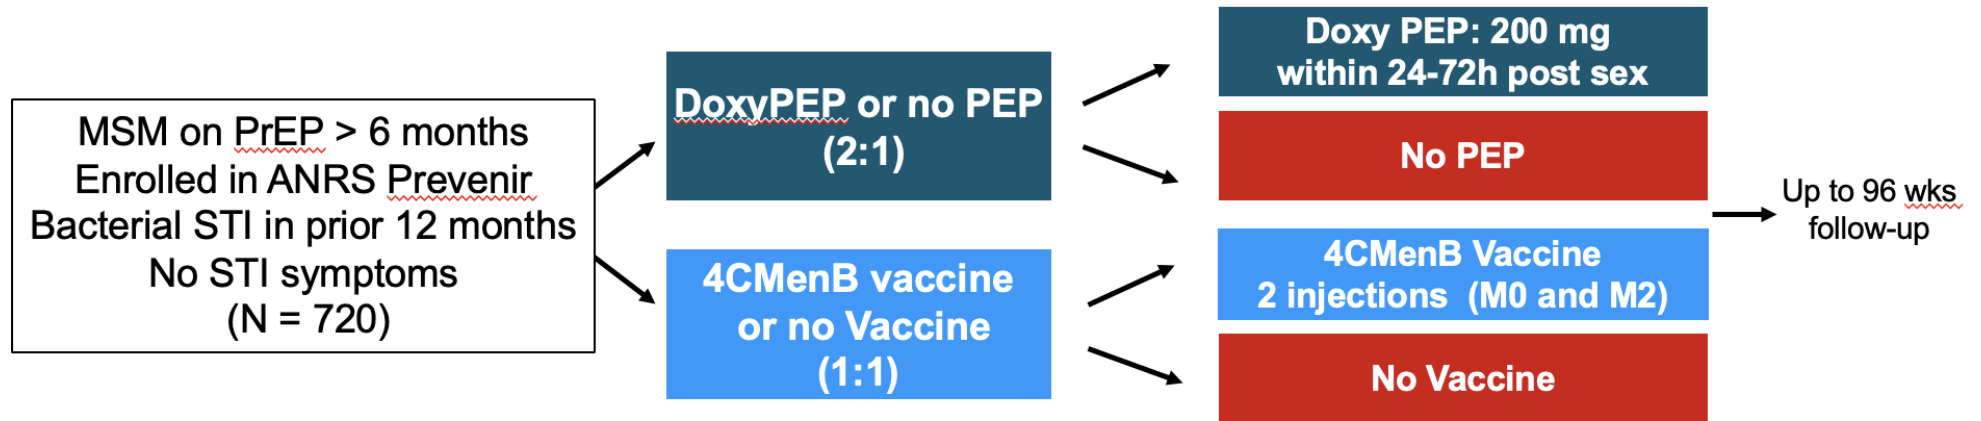 MSM on PrEP > 6 months
Enrolled in ANRS Prevenir
Bacterial STI in prior 12 months
No STI symptoms
(N = 720)
DoxyPEP or no PEP
(2:1)
4CMenB vaccine
or no Vaccine
(1:1)
Doxy PEP: 200 mg
within 24-72h post sex
No PEP
4CMenB Vaccine
2 injections (M0 and M2)
No Vaccine
Up to 96 wks
follow-up